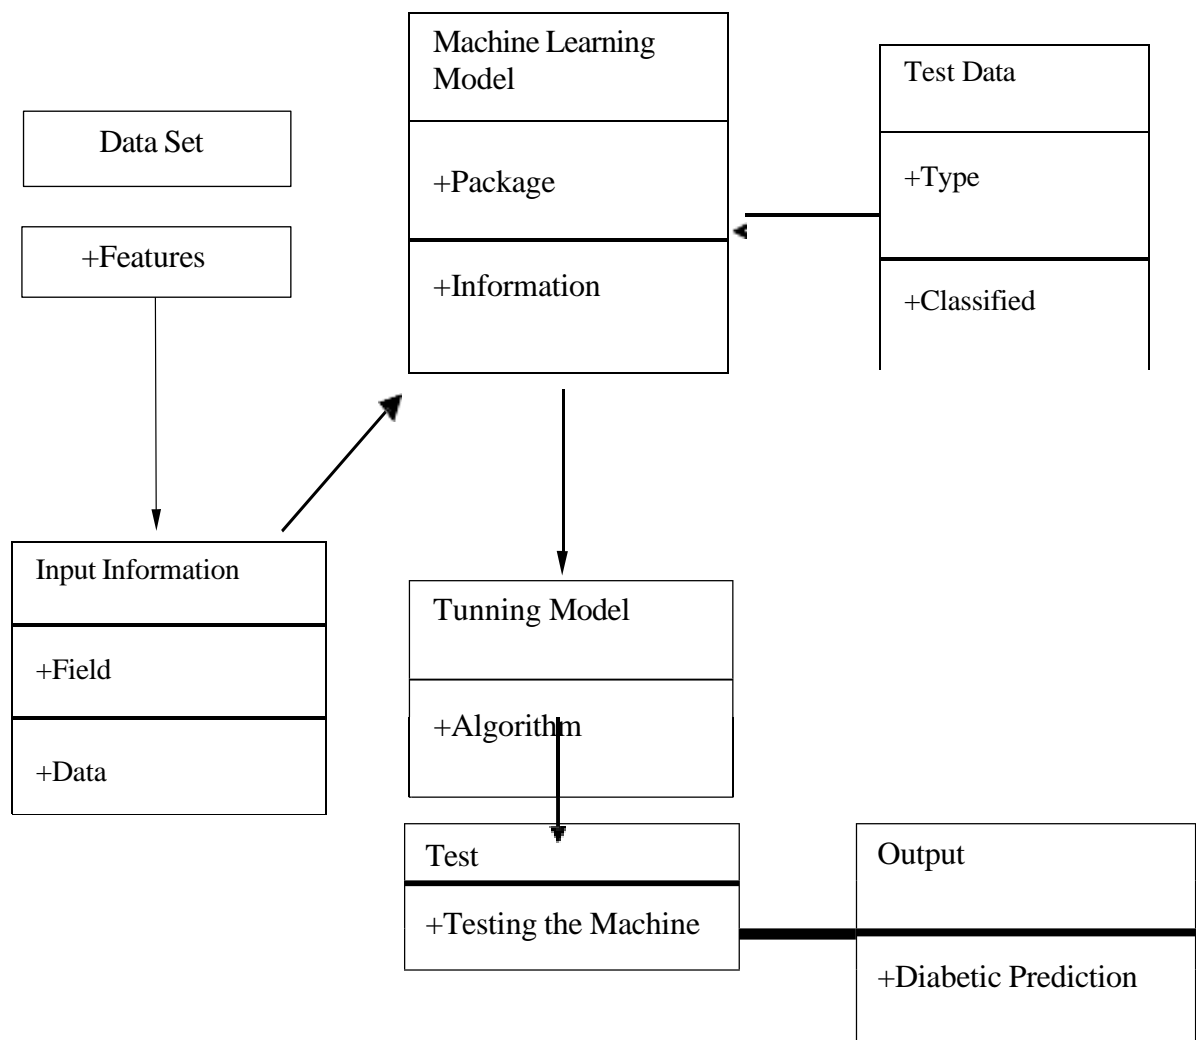 Data Set
+Features
Machine Learning
Model
+Package
+Information
Test Data
+Type
+Classified
Input Information
+Field
+Data
Tunning Model
+Algorithm
Test
+Testing the Machine
Output
+Diabetic Prediction